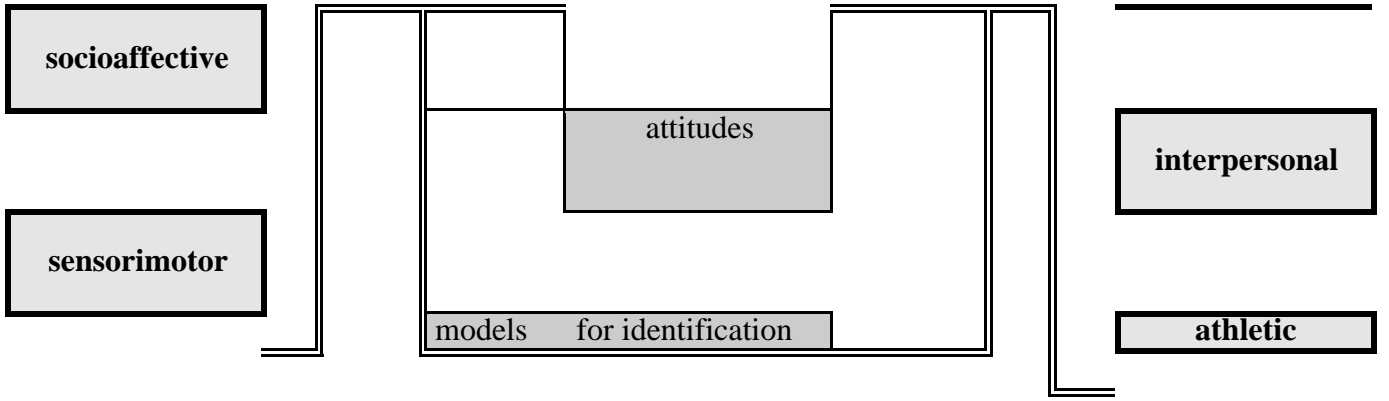 socioaffective
attitudes
interpersonal
sensorimotor
models for identification
athletic